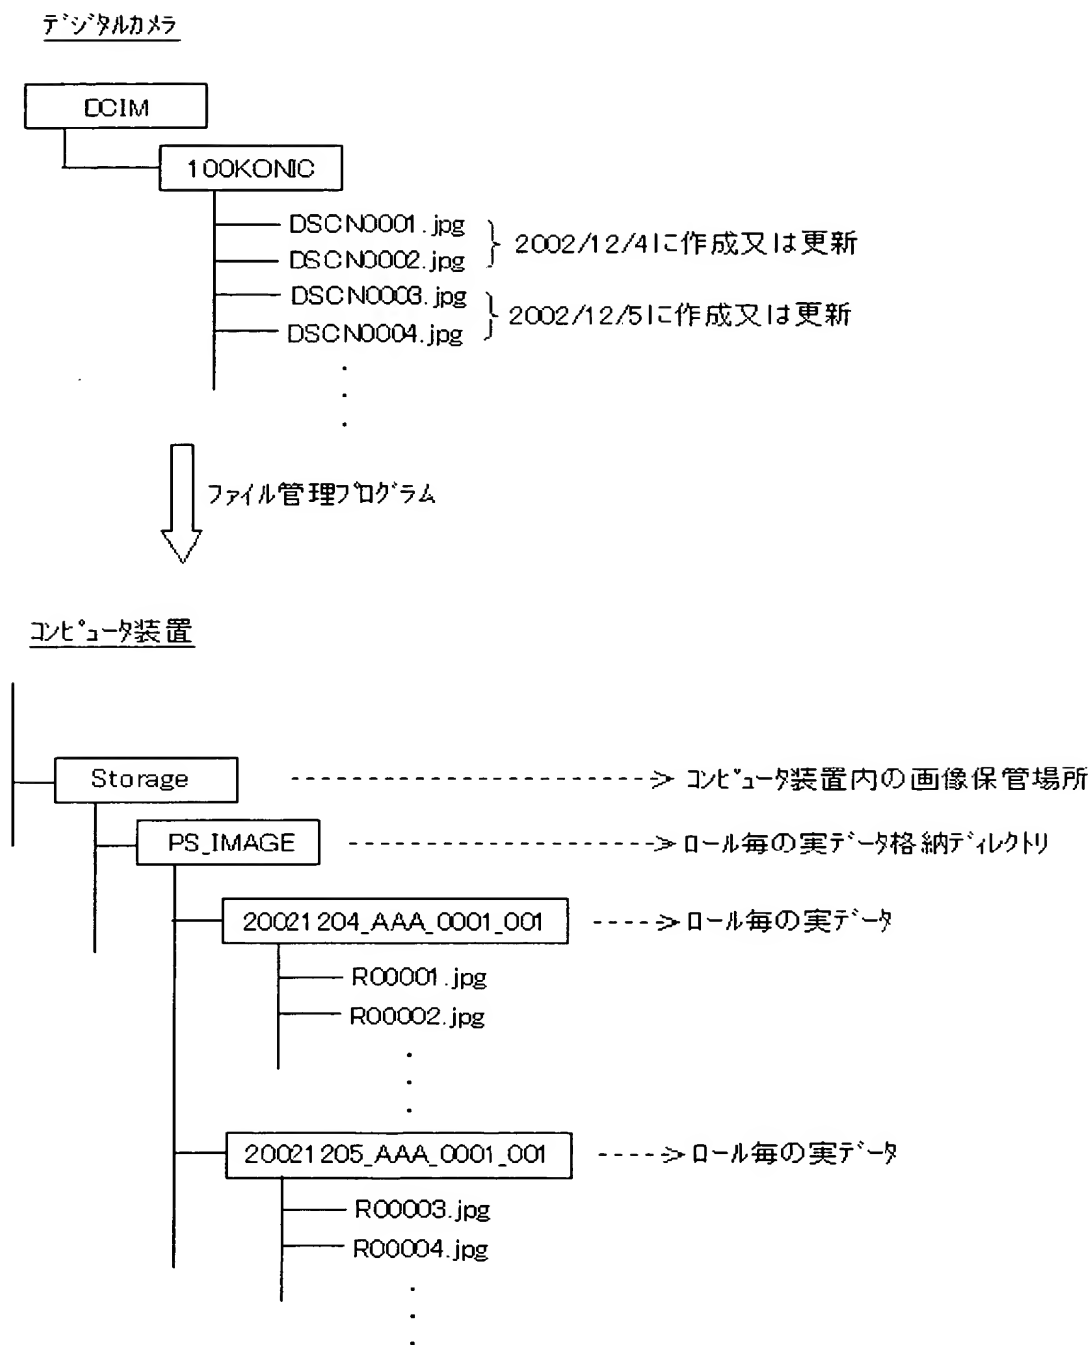 ﾃﾞｼﾞﾀﾙｶﾒﾗ
DCIM
100KONIC
DSCN0001.jpg
DSCN0002.jpg
2002/12/4に作成又は更新
DSCN0003.jpg
DSCN0004.jpg
2002/12/5に作成又は更新
ﾌｧｲﾙ管理ﾌﾟﾛｸﾞﾗﾑ
ｺﾝﾋﾟｭｰﾀ装置
Storage
ｺﾝﾋﾟｭｰﾀ装置内の画像保管場所
PS_IMAGE
ﾛｰﾙ毎の実ﾃﾞｰﾀ格納ﾃﾞｨﾚｸﾄﾘ
20021204_AAA_0001_001
ﾛｰﾙ毎の実ﾃﾞｰﾀ
R00001.jpg
R00002.jpg
20021205_AAA_0001_001
ﾛｰﾙ毎の実ﾃﾞｰﾀ
R00003.jpg
R00004.jpg